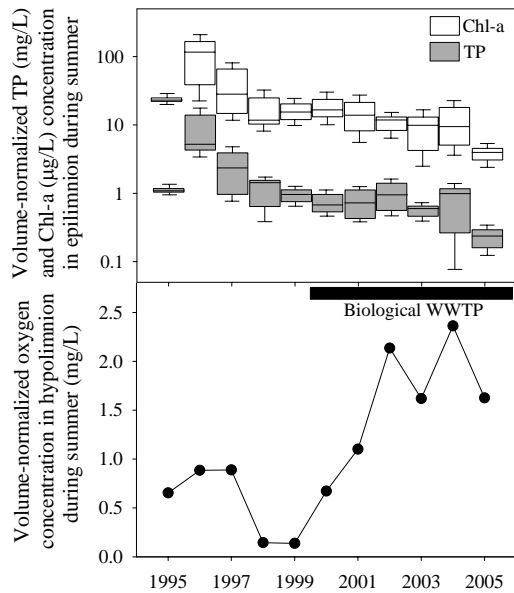 Volume-normalized TP (mg/L)
and Chl-a (µg/L) concentration
in epilimnion during summer
100
10
1
0.1
Chl-a
TP
Volume-normalized oxygen
concentration in hypolimnion
during summer (mg/L)
2.5
2.0
1.5
1.0
0.5
0.0
Biological WWTP
1995 1997 1999 2001 2003 2005